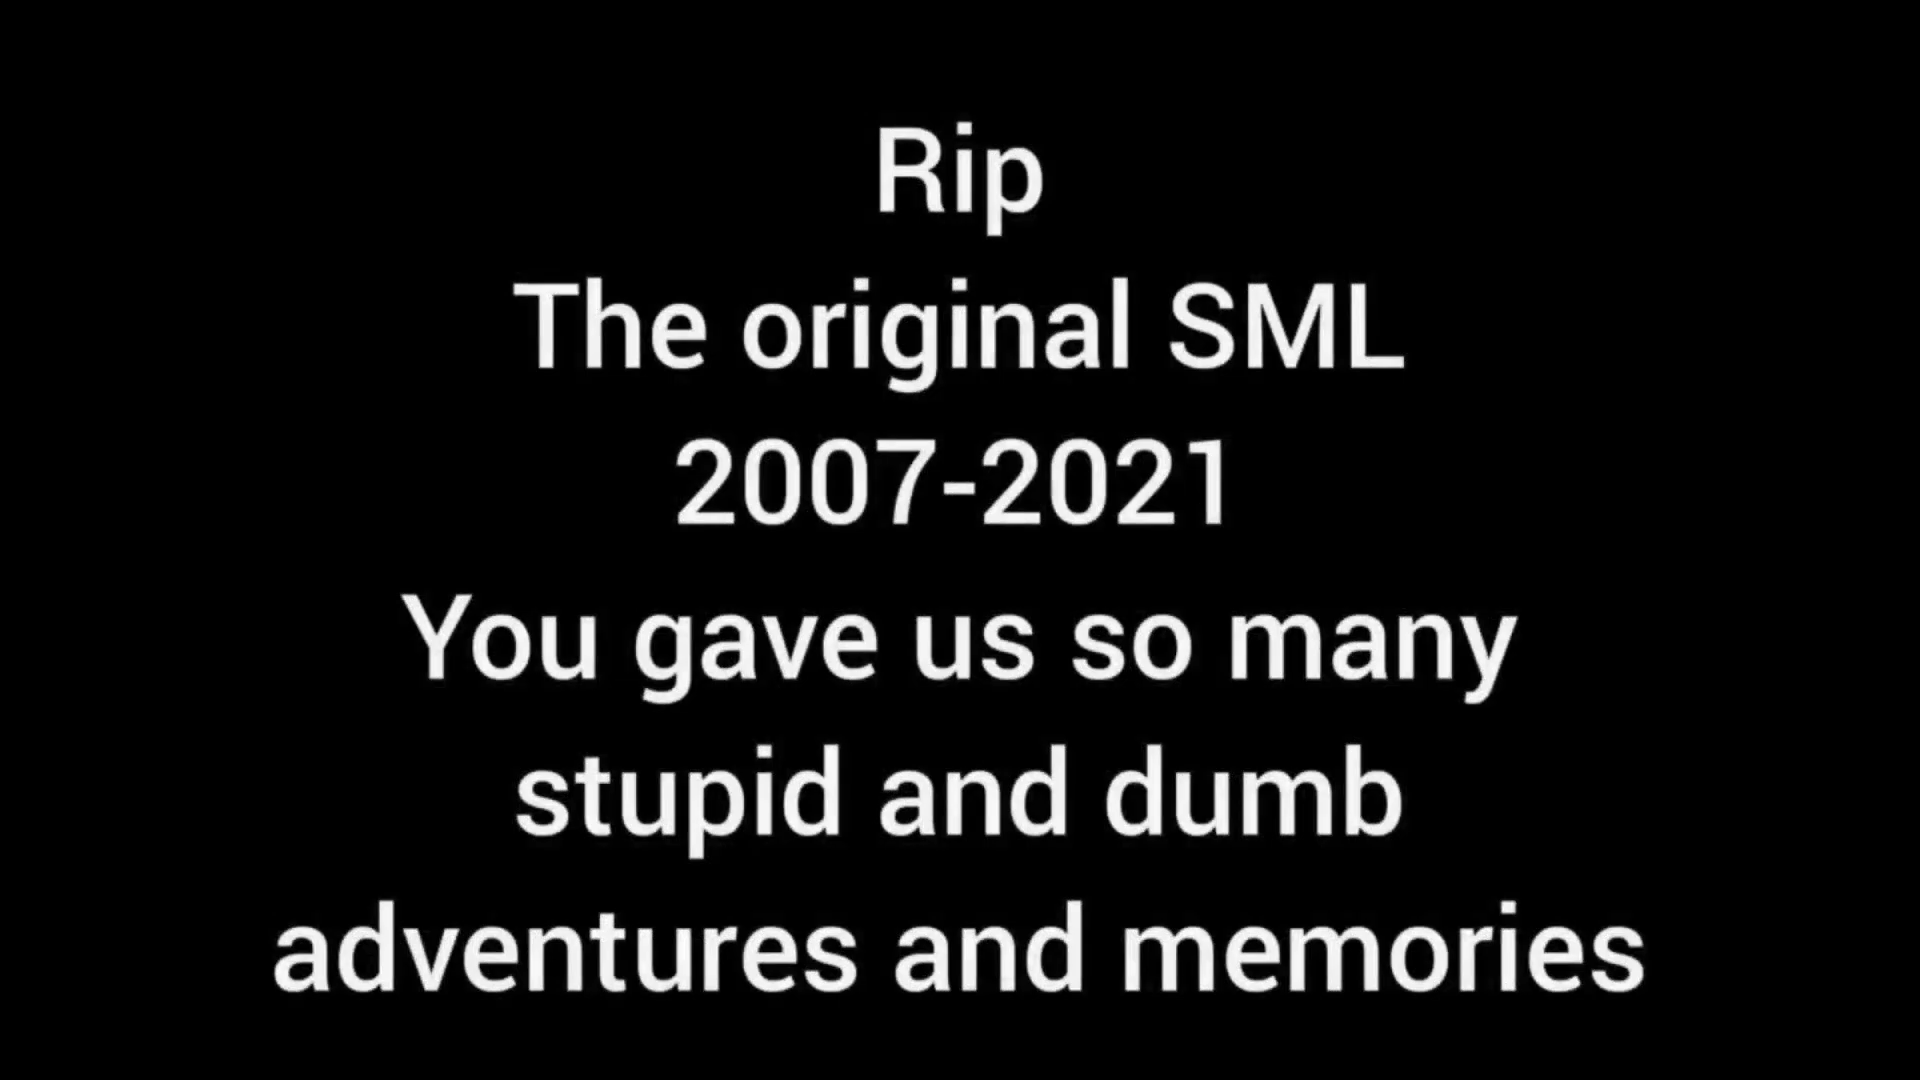 Rip
The original SML
2007-2021
You gave us so many
stupid and dumb
adventures and memories